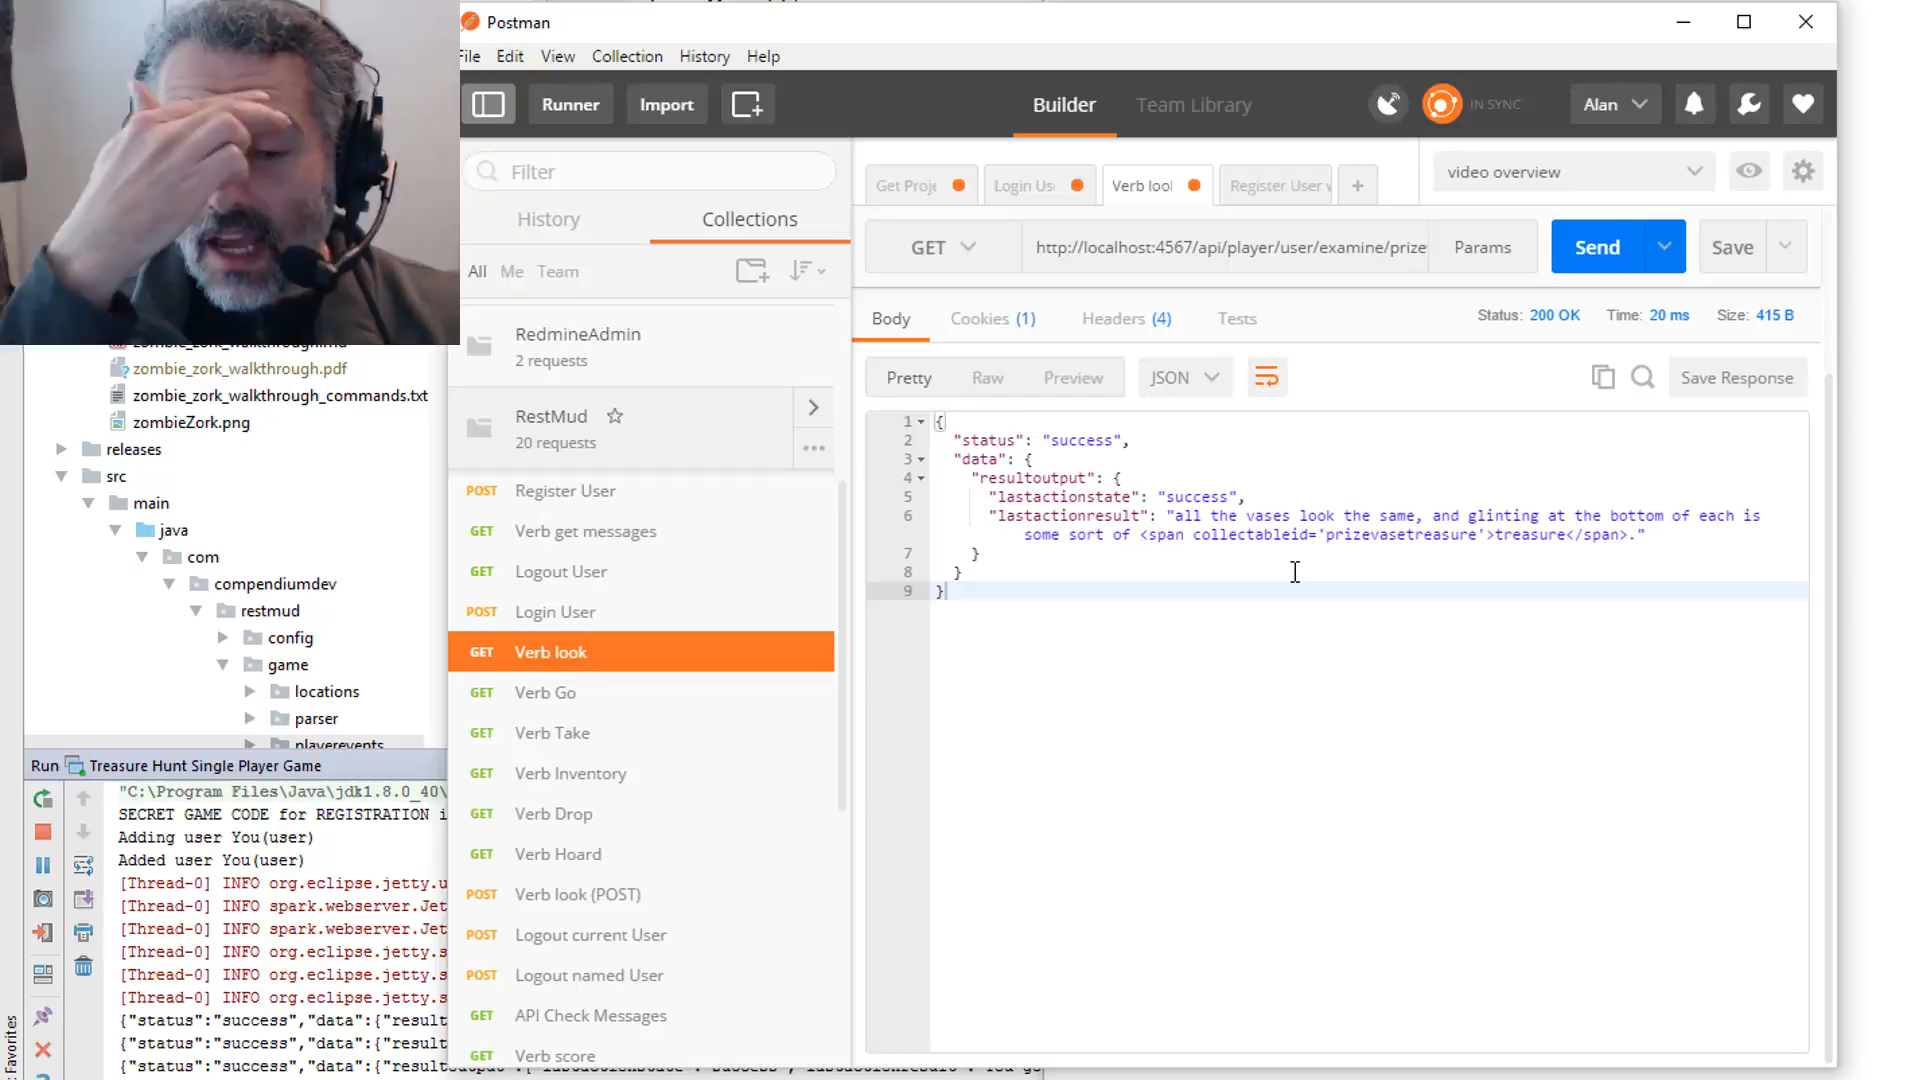 Postman
File Edit View Collection History Help
Runner
Import
Builder
Team Library
IN SYNC
Alan
Filter
History
Collections
All Me Team
RedmineAdmin
2 requests
RestMud
20 requests
POST Register User
GET Verb get messages
GET Logout User
POST Login User
GET Verb look
GET Verb Go
GET Verb Take
GET Verb Inventory
GET Verb Drop
GET Verb Hoard
POST Verb look (POST)
POST Logout current User
POST Logout named User
GET API Check Messages
GET Verb score
Get Proje
Login Us
Verb lool
Register User v
+
video overview
GET
http://localhost:4567/api/player/user/examine/prize
Params
Send
Save
Body
Cookies (1)
Headers (4)
Tests
Status: 200 OK
Time: 20 ms
Size: 415 B
Pretty
Raw
Preview
JSON
Save Response
1 {
2 "status": "success",
3 "data": {
4 "resultoutput": {
5 "lastactionstate": "success",
6 "lastactionresult": "all the vases look the same, and glinting at the bottom of each is
some sort of <span collectableid='prizevasetreasure'>treasure</span>."
7 }
8 }
9 }
zombie_zork_walkthrough.md
zombie_zork_walkthrough.pdf
zombie_zork_walkthrough_commands.txt
zombieZork.png
releases
src
main
java
com
compendiumdev
restmud
config
game
locations
parser
playerevents
Run Treasure Hunt Single Player Game
"C:\Program Files\Java\jdk1.8.0_40\
SECRET GAME CODE for REGISTRATION i
Adding user You(user)
Added user You(user)
[Thread-0] INFO org.eclipse.jetty.u
[Thread-0] INFO spark.webserver.Jet
[Thread-0] INFO spark.webserver.Jet
[Thread-0] INFO org.eclipse.jetty.s
[Thread-0] INFO org.eclipse.jetty.s
[Thread-0] INFO org.eclipse.jetty.s
{"status":"success","data":{"result
{"status":"success","data":{"result
{"status":"success","data":{"result
Favorites